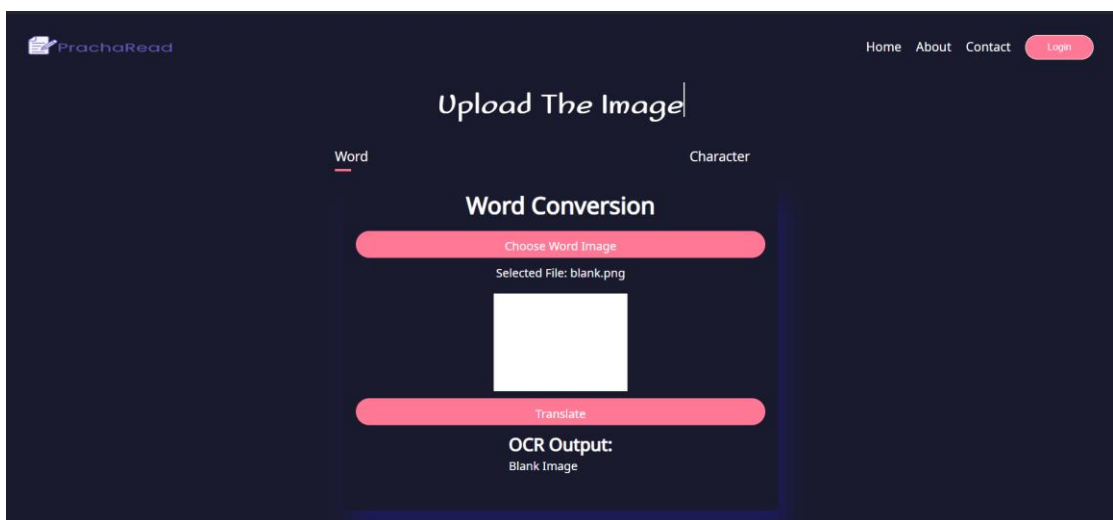 PrachaRead
Home About Contact Login
Upload The Image
Word Character
Word Conversion
Choose Word Image
Selected File: blank.png
Translate
OCR Output:
Blank Image